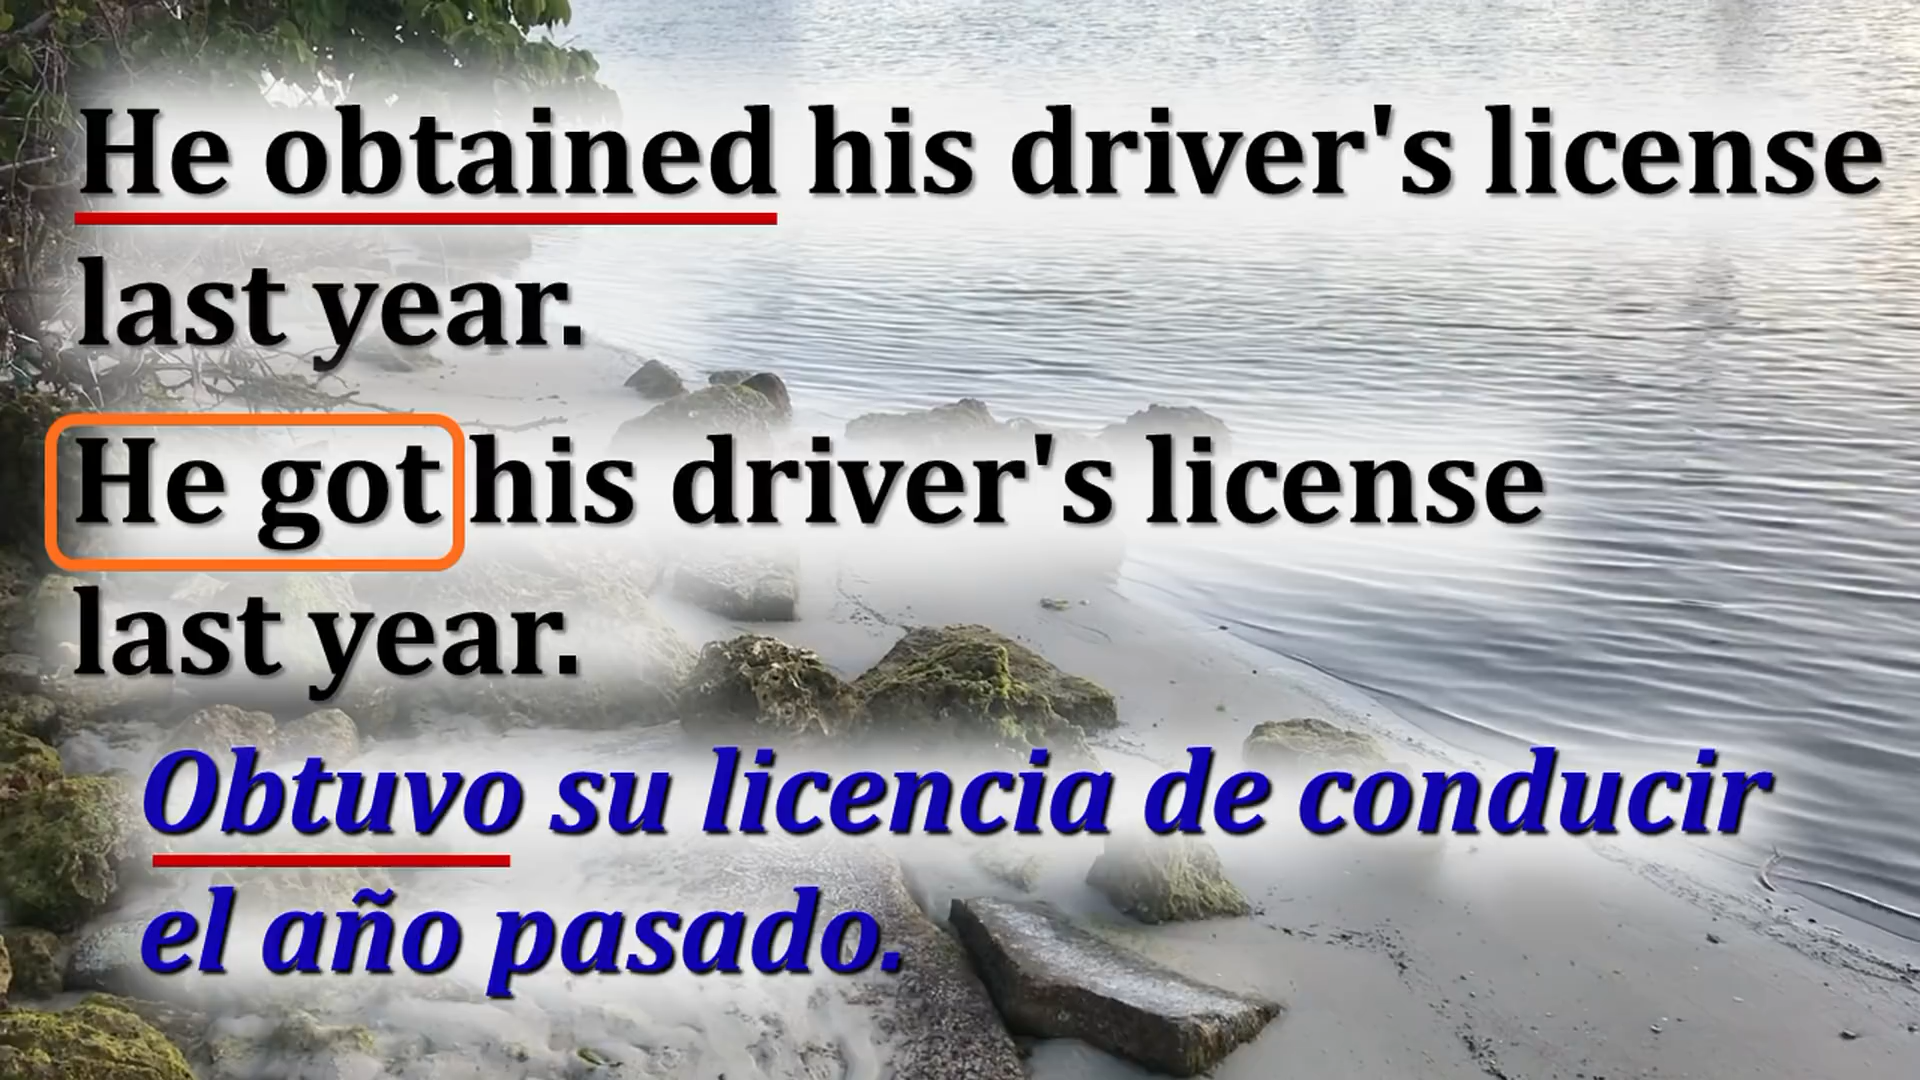 He obtained his driver's license
last year.
He got his driver's license
last year.
Obtuvo su licencia de conducir
el año pasado.